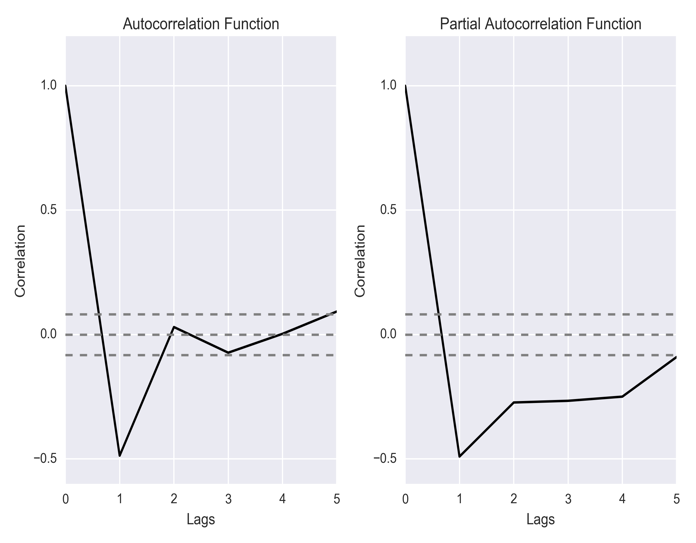 Autocorrelation Function
Correlation
1.0
0.5
0.0
−0.5
0 1 2 3 4 5
Lags
Partial Autocorrelation Function
Correlation
1.0
0.5
0.0
−0.5
0 1 2 3 4 5
Lags